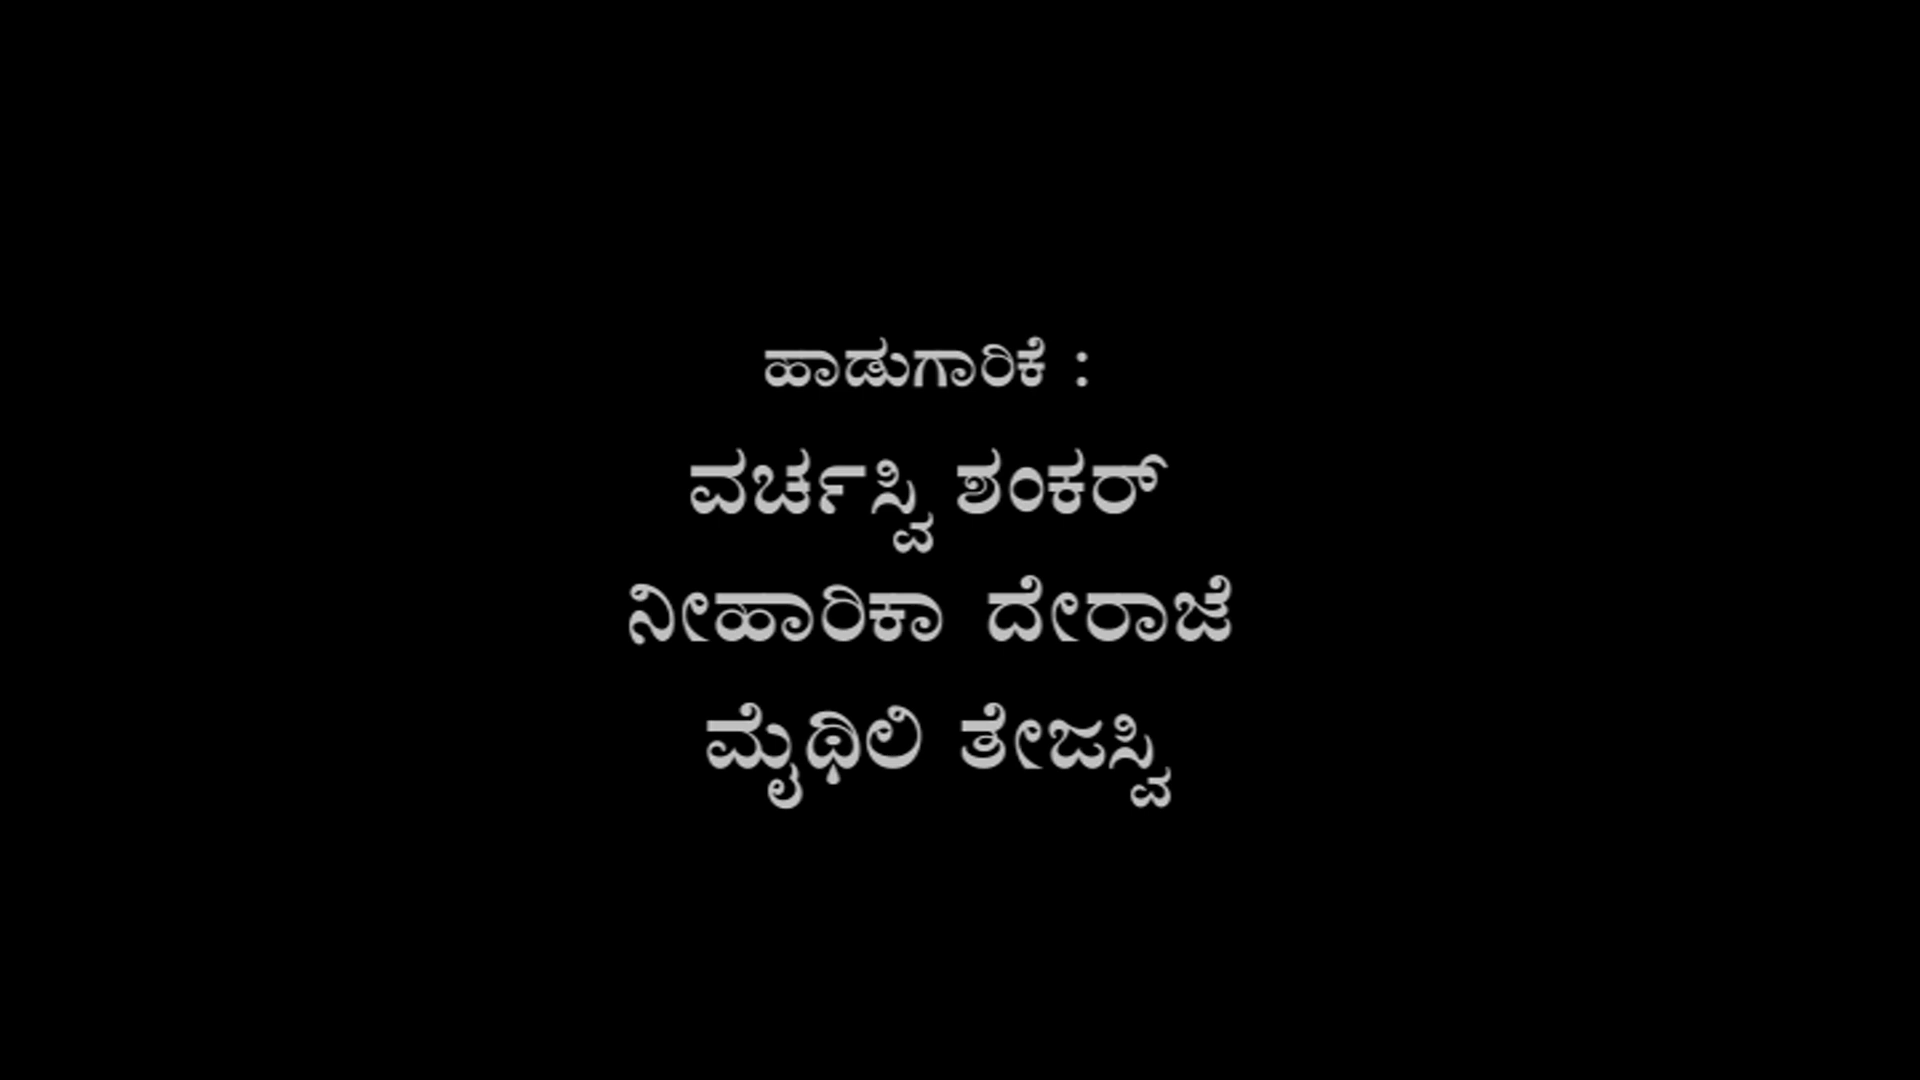 ಹಾಡುಗಾರಿಕೆ :
ವರ್ಚಸ್ವಿ ಶಂಕರ್
ನೀಹಾರಿಕಾ ದೇರಾಜೆ
ಮೈಥಿಲಿ ತೇಜಸ್ವಿ